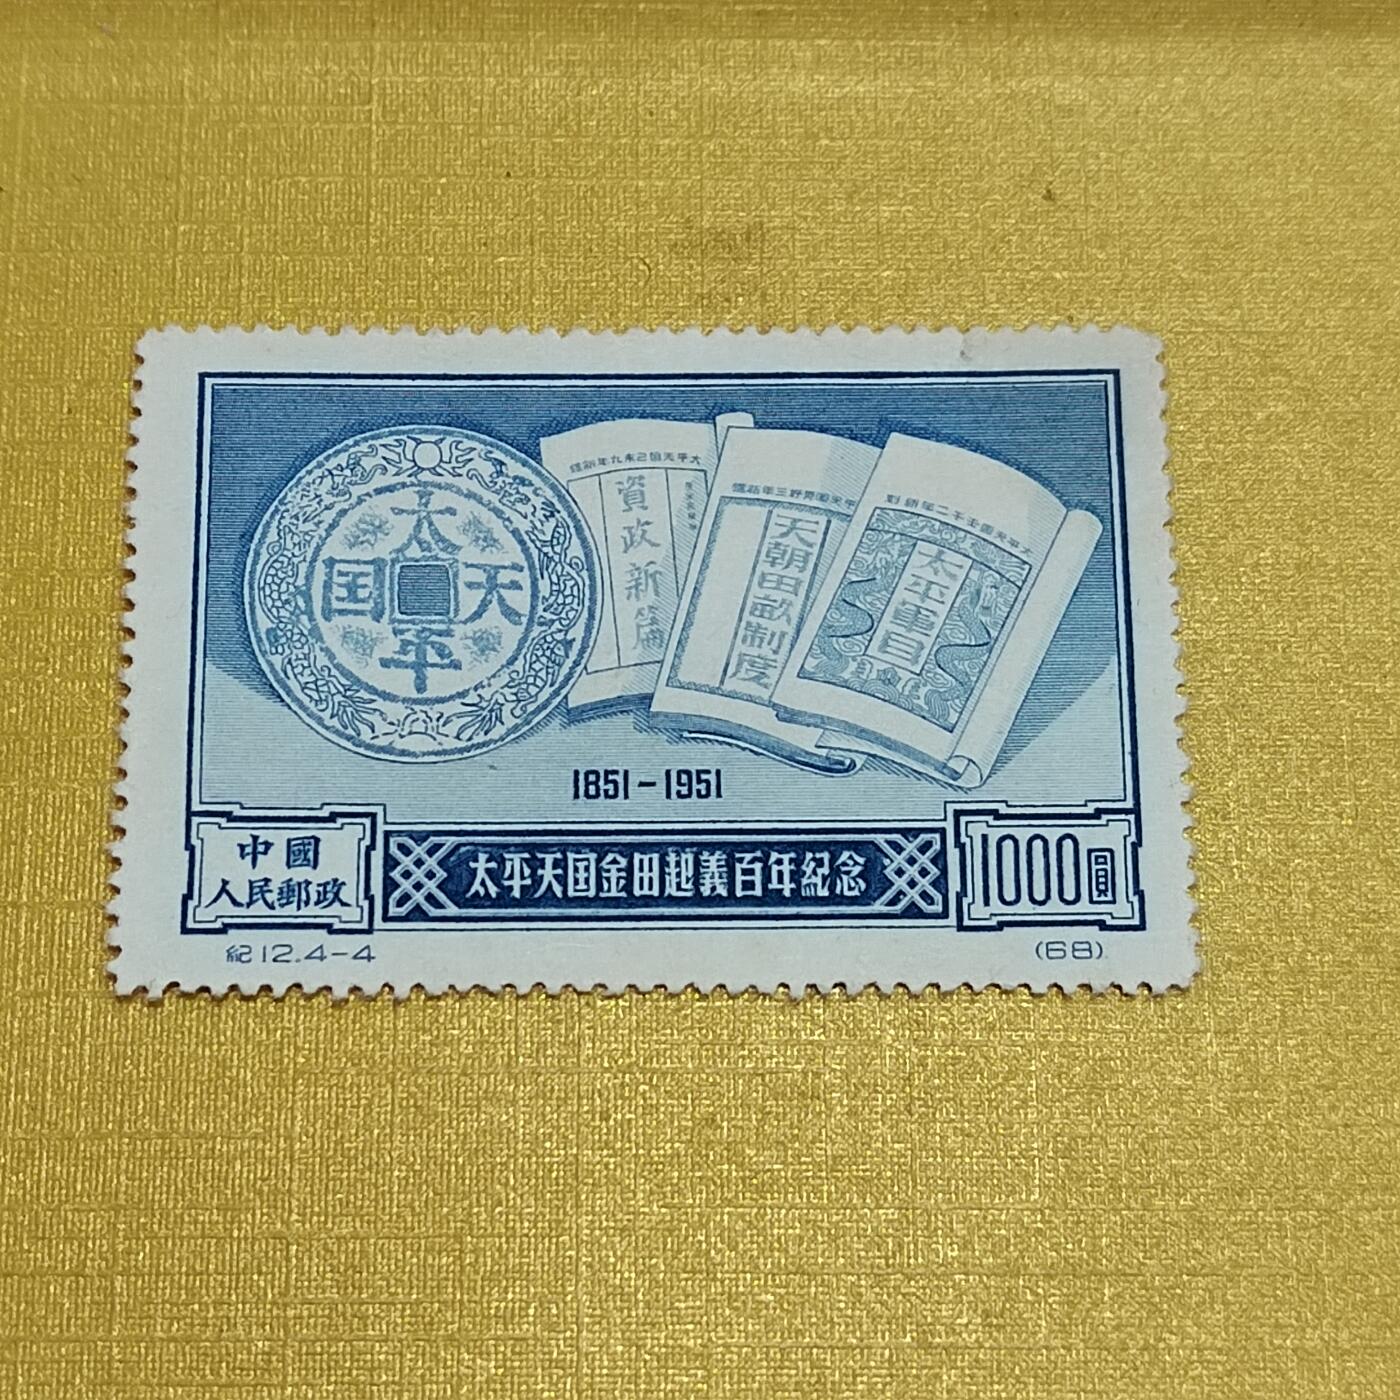 太
国 天
平
資政新篇
天朝田畝制度
太平軍目
1851-1951
中國
人民郵政
太平天国金田起義百年紀念
1000圓
紀12.4-4
(68)